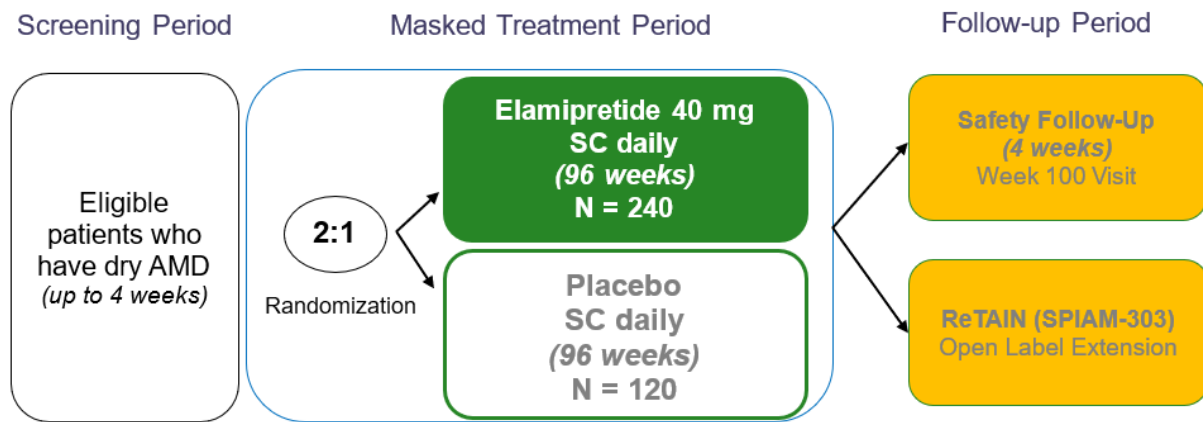 Screening Period
Masked Treatment Period
Follow-up Period
Eligible
patients who
have dry AMD
(up to 4 weeks)
2:1
Randomization
Elamipretide 40 mg
SC daily
(96 weeks)
N = 240
Placebo
SC daily
(96 weeks)
N = 120
Safety Follow-Up
(4 weeks)
Week 100 Visit
ReTAIN (SPIAM-303)
Open Label Extension